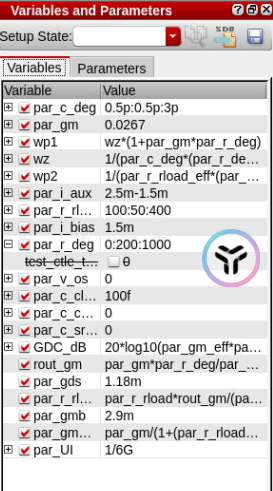 Variables and Parameters
Setup State:
SDB
Variables Parameters
Variable Value
par_c_deg 0.5p:0.5p:3p
par_gm 0.0267
wp1 wz*(1+par_gm*par_r_deg)
wz 1/(par_c_deg*(par_r_de...
wp2 1/(par_r_rload_eff*(par_...
par_i_aux 2.5m-1.5m
par_r_rl... 100:50:400
par_i_bias 1.5m
par_r_deg 0:200:1000
test_ctle_t... 0
par_v_os 0
par_c_cl... 100f
par_c_c... 0
par_c_sr... 0
GDC_dB 20*log10(par_gm_eff*pa...
rout_gm par_gm*par_r_deg/par_...
par_gds 1.18m
par_r_rl... par_r_rload*rout_gm/(pa...
par_gmb 2.9m
par_gm... par_gm/(1+(par_r_rload...
par_UI 1/6G